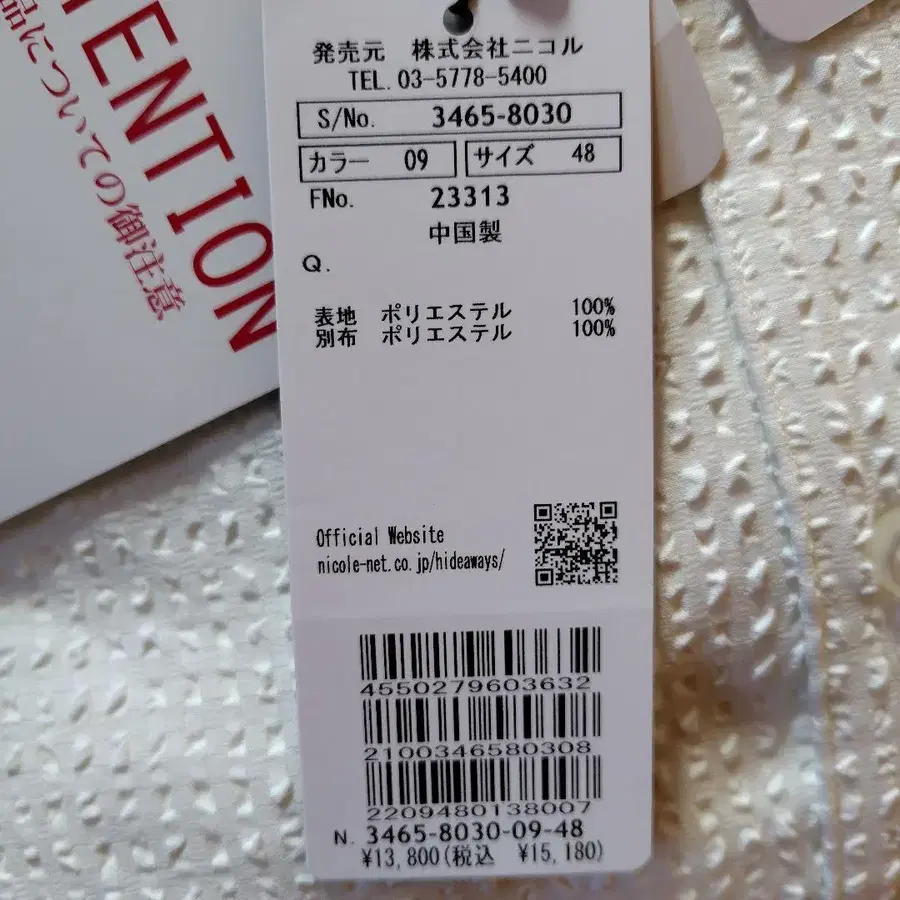 TENTION
品についての御注意
発売元 株式会社ニコル
TEL. 03-5778-5400
S/No. 3465-8030
カラー 09 サイズ 48
FNo. 23313
中国製
Q.
表地 ポリエステル 100%
別布 ポリエステル 100%
Official Website
nicole-net.co.jp/hideaways/
4550279603632
2100346580308
2209480138007
N. 3465-8030-09-48
¥13,800(税込 ¥15,180)